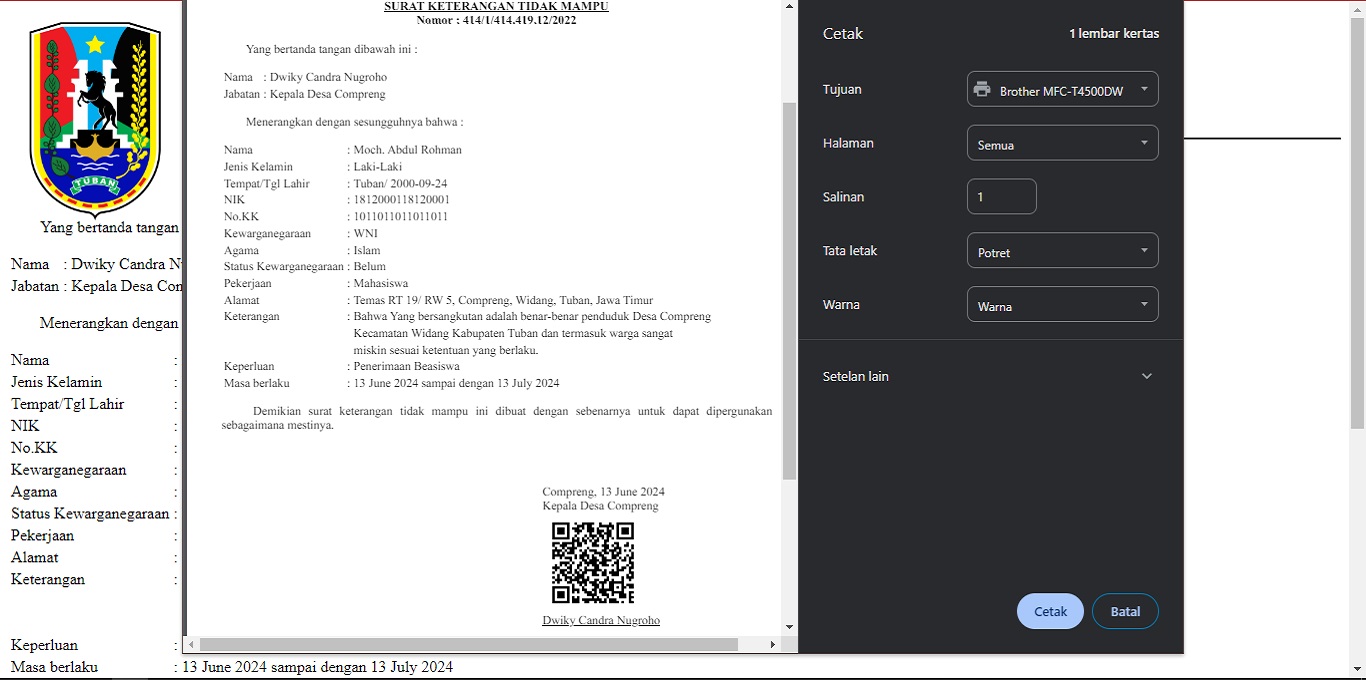 SURAT KETERANGAN TIDAK MAMPU
Nomor : 414/1/414.419.12/2022
Yang bertanda tangan dibawah ini :
Nama : Dwiky Candra Nugroho
Jabatan : Kepala Desa Compreng
Menerangkan dengan sesungguhnya bahwa :
Nama : Moch. Abdul Rohman
Jenis Kelamin : Laki-Laki
Tempat/Tgl Lahir : Tuban/ 2000-09-24
NIK : 1812000118120001
No.KK : 1011011011011011
Kewarganegaraan : WNI
Agama : Islam
Status Kewarganegaraan : Belum
Pekerjaan : Mahasiswa
Alamat : Temas RT 19/ RW 5, Compreng, Widang, Tuban, Jawa Timur
Keterangan : Bahwa Yang bersangkutan adalah benar-benar penduduk Desa Compreng
Kecamatan Widang Kabupaten Tuban dan termasuk warga sangat
miskin sesuai ketentuan yang berlaku.
Keperluan : Penerimaan Beasiswa
Masa berlaku : 13 June 2024 sampai dengan 13 July 2024
Demikian surat keterangan tidak mampu ini dibuat dengan sebenarnya untuk dapat dipergunakan
sebagaimana mestinya.
Compreng, 13 June 2024
Kepala Desa Compreng
Dwiky Candra Nugroho
Cetak 1 lembar kertas
Tujuan Brother MFC-T4500DW
Halaman Semua
Salinan 1
Tata letak Potret
Warna Warna
Setelan lain
Cetak Batal
TUBAN
Yang bertanda tangan
Nama : Dwiky Candra N
Jabatan : Kepala Desa Com
Menerangkan dengan
Nama :
Jenis Kelamin :
Tempat/Tgl Lahir :
NIK :
No.KK :
Kewarganegaraan :
Agama :
Status Kewarganegaraan :
Pekerjaan :
Alamat :
Keterangan :
Keperluan :
Masa berlaku : 13 June 2024 sampai dengan 13 July 2024